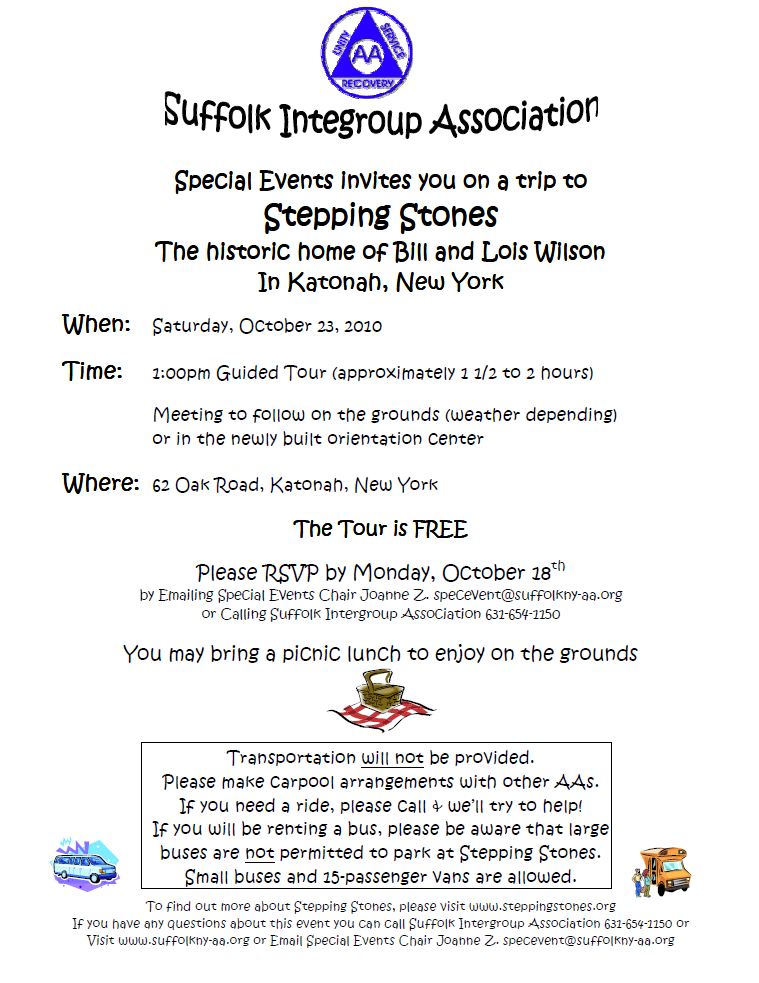 UNITY SERVICE
AA
RECOVERY
Suffolk Integroup Association
Special Events invites you on a trip to
Stepping Stones
The historic home of Bill and Lois Wilson
In Katonah, New York
When: Saturday, October 23, 2010
Time: 1:00pm Guided Tour (approximately 1 1/2 to 2 hours)
Meeting to follow on the grounds (weather depending)
or in the newly built orientation center
Where: 62 Oak Road, Katonah, New York
The Tour is FREE
Please RSVP by Monday, October 18th
by Emailing Special Events Chair Joanne Z. specevent@suffolkny-aa.org
or Calling Suffolk Intergroup Association 631-654-1150
You may bring a picnic lunch to enjoy on the grounds
Transportation will not be provided.
Please make carpool arrangements with other AAs.
If you need a ride, please call & we'll try to help!
If you will be renting a bus, please be aware that large
buses are not permitted to park at Stepping Stones.
Small buses and 15-passenger vans are allowed.
To find out more about Stepping Stones, please visit www.steppingstones.org
If you have any questions about this event you can call Suffolk Intergroup Association 631-654-1150 or
Visit www.suffolkny-aa.org or Email Special Events Chair Joanne Z. specevent@suffolkny-aa.org